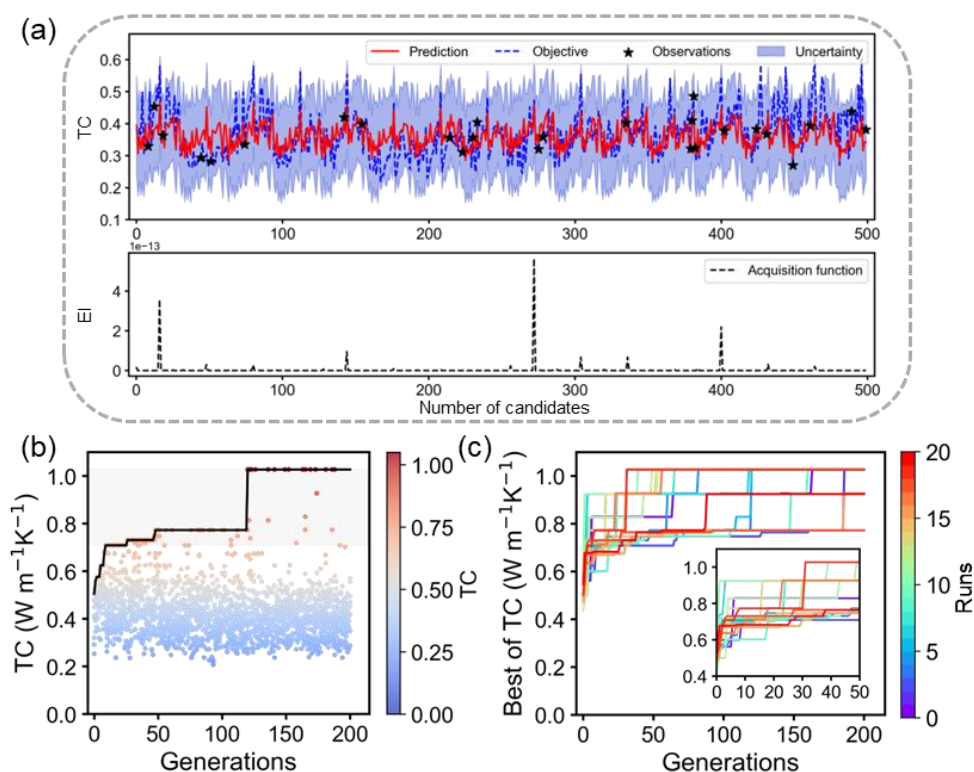 (a)
Prediction Objective Observations Uncertainty
TC
0.6
0.5
0.4
0.3
0.2
0.1
0 100 200 300 400 500
1e−13
Acquisition function
EI
4
2
0
0 100 200 300 400 500
Number of candidates
(b)
TC (W m⁻¹K⁻¹)
1.0
0.8
0.6
0.4
0.2
0.0
0 50 100 150 200
Generations
1.00
0.75
0.50
0.25
0.00
TC
(c)
Best of TC (W m⁻¹K⁻¹)
1.0
0.8
0.6
0.4
0.2
0.0
0 50 100 150 200
Generations
1.0
0.8
0.6
0.4
0 10 20 30 40 50
20
15
10
5
0
Runs